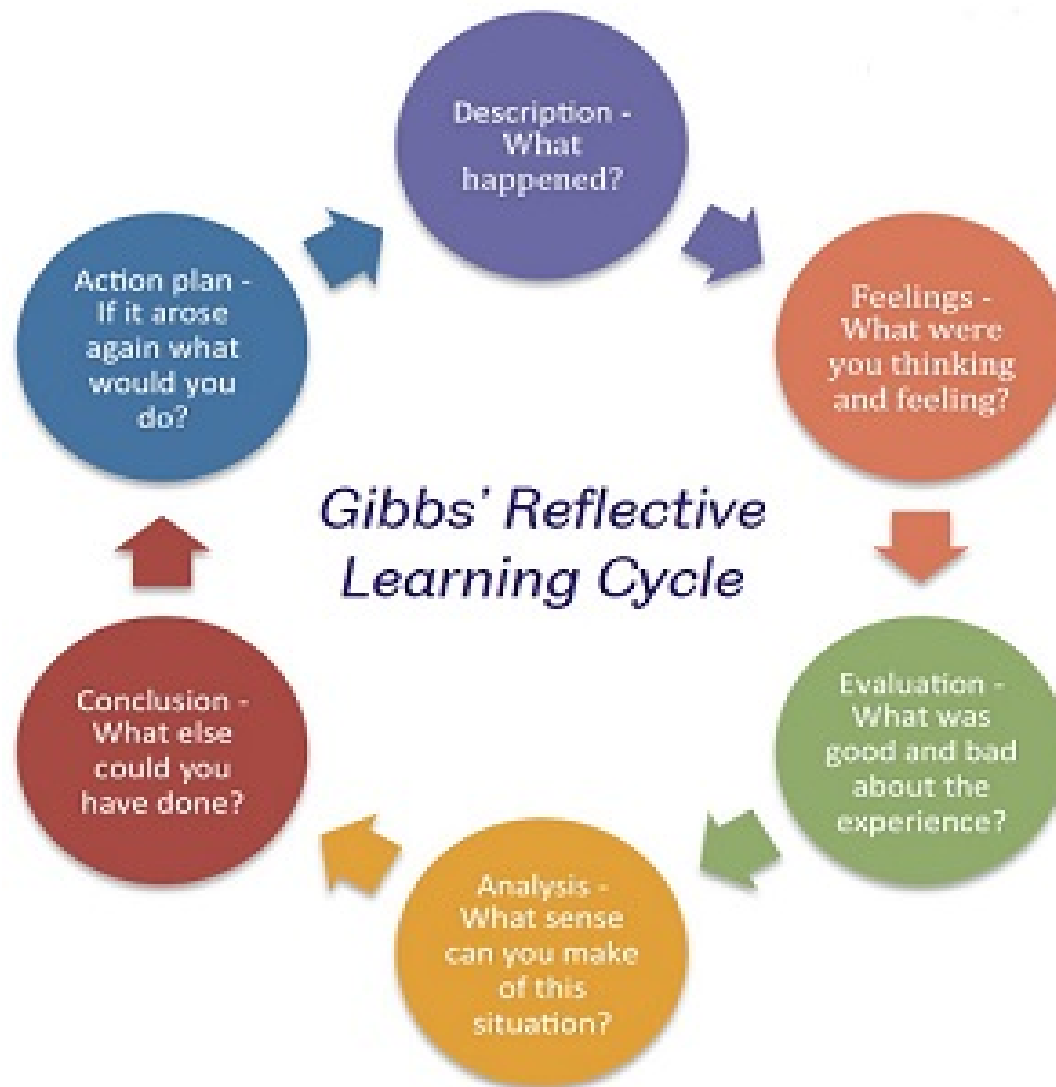 Description -
What
happened?
Feelings -
What were
you thinking
and feeling?
Evaluation -
What was
good and bad
about the
experience?
Analysis -
What sense
can you make
of this
situation?
Conclusion -
What else
could you
have done?
Action plan -
If it arose
again what
would you
do?
Gibbs' Reflective
Learning Cycle